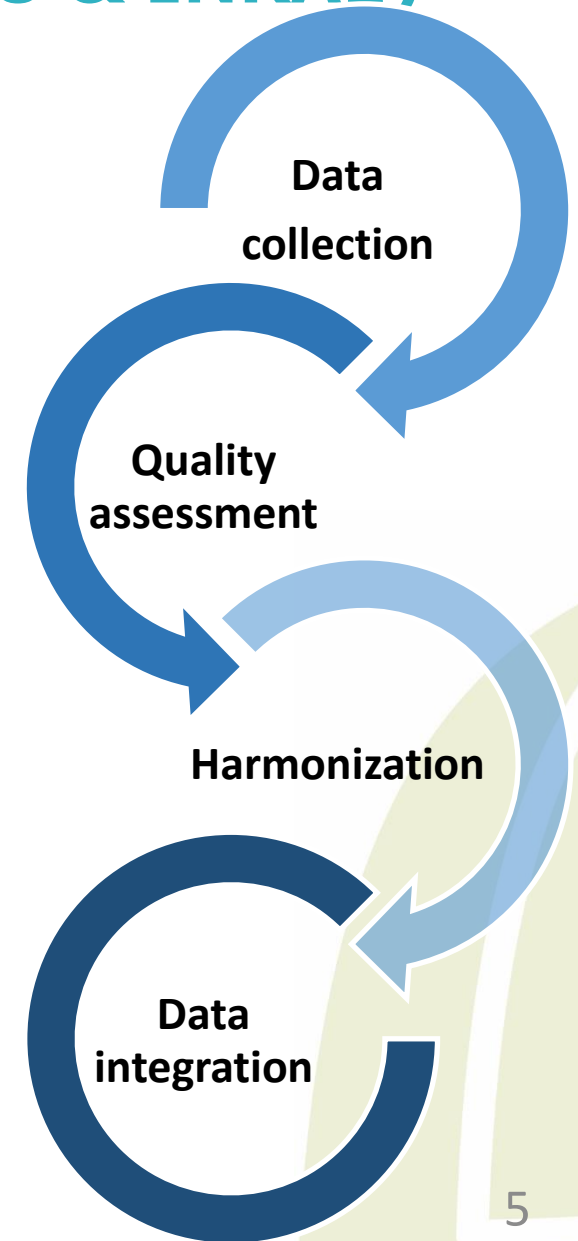 Data
collection
Quality
assessment
Harmonization
Data
integration
5